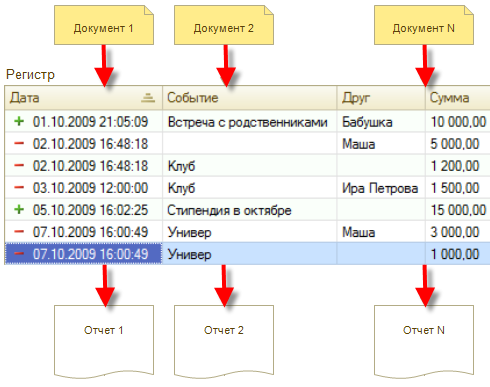 Документ 1 Документ 2 Документ N
Регистр
Дата Событие Друг Сумма
+ 01.10.2009 21:05:09 Встреча с родственниками Бабушка 10 000,00
- 02.10.2009 16:48:18 Маша 5 000,00
- 02.10.2009 16:48:18 Клуб 1 200,00
- 03.10.2009 12:00:00 Клуб Ира Петрова 1 500,00
+ 05.10.2009 16:02:25 Стипендия в октябре 15 000,00
- 07.10.2009 16:00:49 Универ Маша 3 000,00
- 07.10.2009 16:00:49 Универ 1 000,00
Отчет 1 Отчет 2 Отчет N